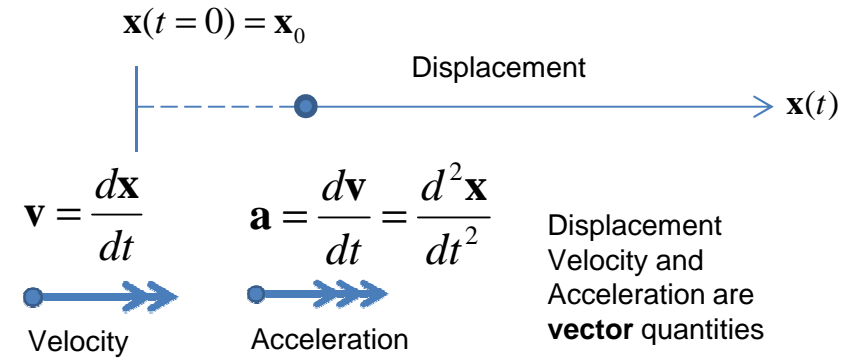 𝐱(t = 0) = 𝐱₀
Displacement
𝐱(t)
𝐯 = d𝐱/dt
𝐚 = d𝐯/dt = d²𝐱/dt²
Displacement
Velocity and
Acceleration are
vector quantities
Velocity
Acceleration